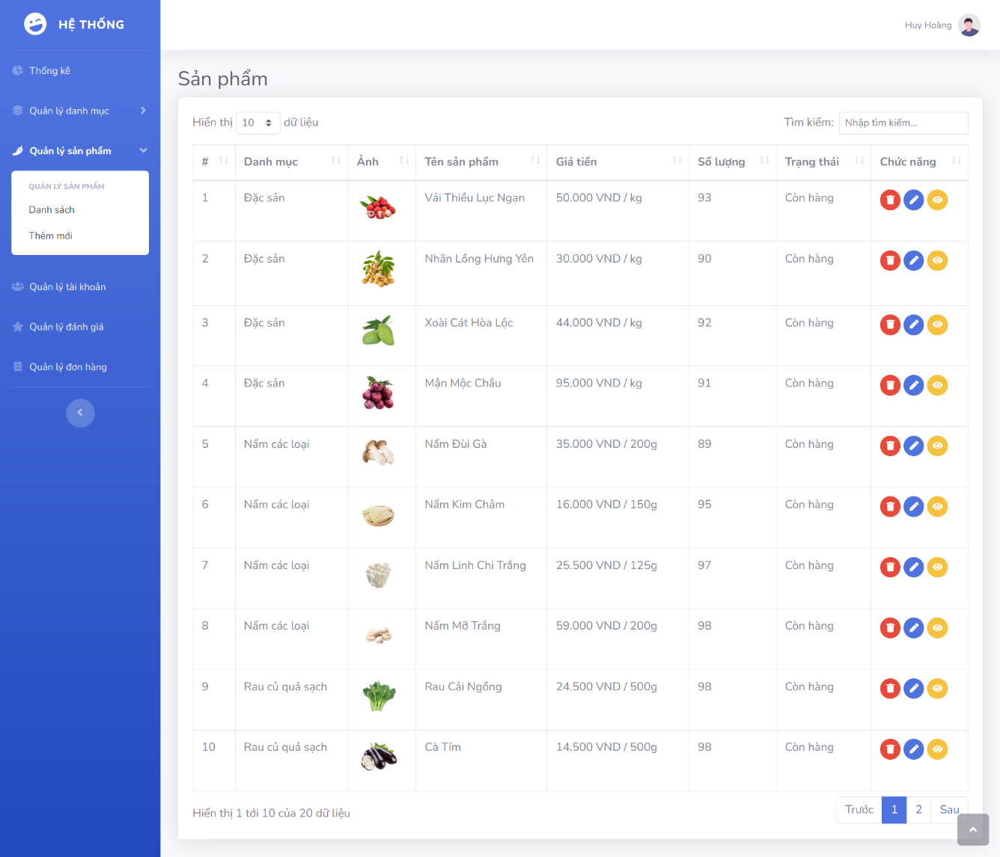 HỆ THỐNG
Huy Hoàng
Thống kê
Quản lý danh mục
Quản lý sản phẩm
QUẢN LÝ SẢN PHẨM
Danh sách
Thêm mới
Quản lý tài khoản
Quản lý đánh giá
Quản lý đơn hàng
Sản phẩm
Hiển thị 10 dữ liệu
Tìm kiếm: Nhập tìm kiếm...
# Danh mục Ảnh Tên sản phẩm Giá tiền Số lượng Trạng thái Chức năng
1 Đặc sản Vải Thiều Lục Ngạn 50.000 VND / kg 93 Còn hàng
2 Đặc sản Nhãn Lồng Hưng Yên 30.000 VND / kg 90 Còn hàng
3 Đặc sản Xoài Cát Hòa Lộc 44.000 VND / kg 92 Còn hàng
4 Đặc sản Mận Mộc Châu 95.000 VND / kg 91 Còn hàng
5 Nấm các loại Nấm Đùi Gà 35.000 VND / 200g 89 Còn hàng
6 Nấm các loại Nấm Kim Châm 16.000 VND / 150g 95 Còn hàng
7 Nấm các loại Nấm Linh Chi Trắng 25.500 VND / 125g 97 Còn hàng
8 Nấm các loại Nấm Mỡ Trắng 59.000 VND / 200g 98 Còn hàng
9 Rau củ quả sạch Rau Cải Ngồng 24.500 VND / 500g 98 Còn hàng
10 Rau củ quả sạch Cà Tím 14.500 VND / 500g 98 Còn hàng
Hiển thị 1 tới 10 của 20 dữ liệu
Trước 1 2 Sau